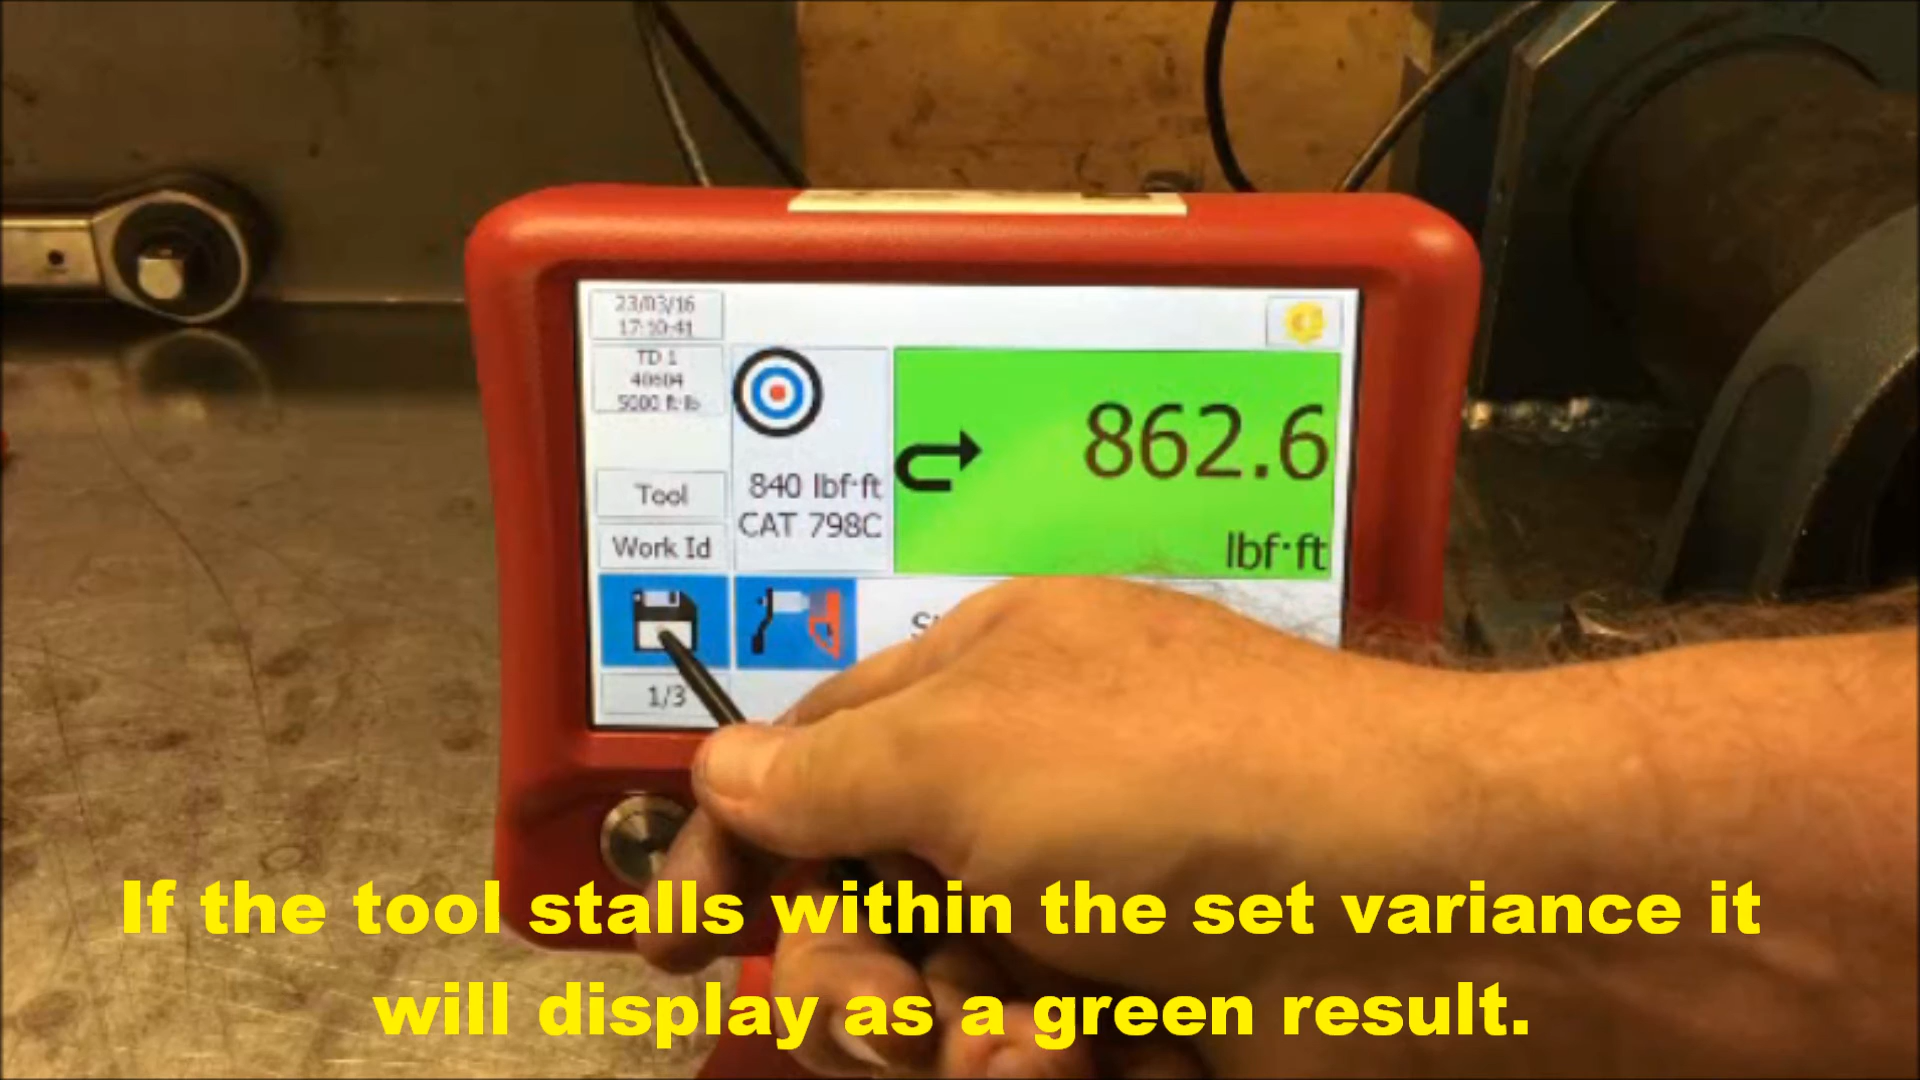 23/03/16
17:10:41
TD 1
40604
5000 ft·lb
Tool
Work Id
840 lbf·ft
CAT 798C
862.6
lbf·ft
1/3
If the tool stalls within the set variance it
will display as a green result.